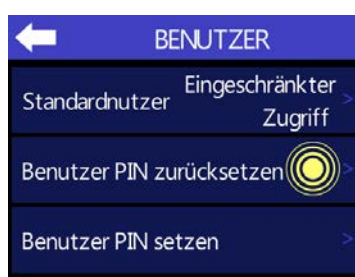 BENUTZER
Standardnutzer Eingeschränkter
Zugriff >
Benutzer PIN zurücksetzen >
Benutzer PIN setzen >